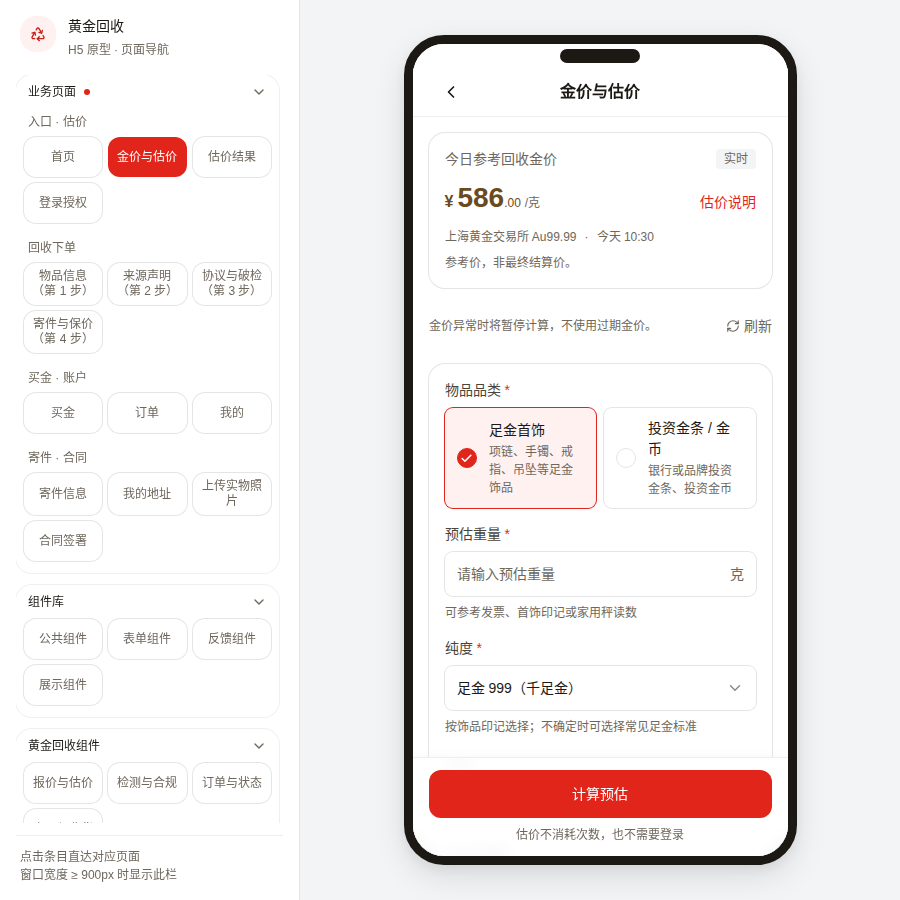 黄金回收
H5 原型 · 页面导航
业务页面
入口 · 估价
首页
金价与估价
估价结果
登录授权
回收下单
物品信息
（第 1 步）
来源声明
（第 2 步）
协议与破检
（第 3 步）
寄件与保价
（第 4 步）
买金 · 账户
买金
订单
我的
寄件 · 合同
寄件信息
我的地址
上传实物照
片
合同签署
组件库
公共组件
表单组件
反馈组件
展示组件
黄金回收组件
报价与估价
检测与合规
订单与状态
点击条目直达对应页面
窗口宽度 ≥ 900px 时显示此栏
金价与估价
今日参考回收金价
实时
¥ 586.00 /克
估价说明
上海黄金交易所 Au99.99 · 今天 10:30
参考价，非最终结算价。
金价异常时将暂停计算，不使用过期金价。
刷新
物品品类 *
足金首饰
项链、手镯、戒
指、吊坠等足金
饰品
投资金条 / 金
币
银行或品牌投资
金条、投资金币
预估重量 *
请输入预估重量
克
可参考发票、首饰印记或家用秤读数
纯度 *
足金 999（千足金）
按饰品印记选择；不确定时可选择常见足金标准
计算预估
估价不消耗次数，也不需要登录